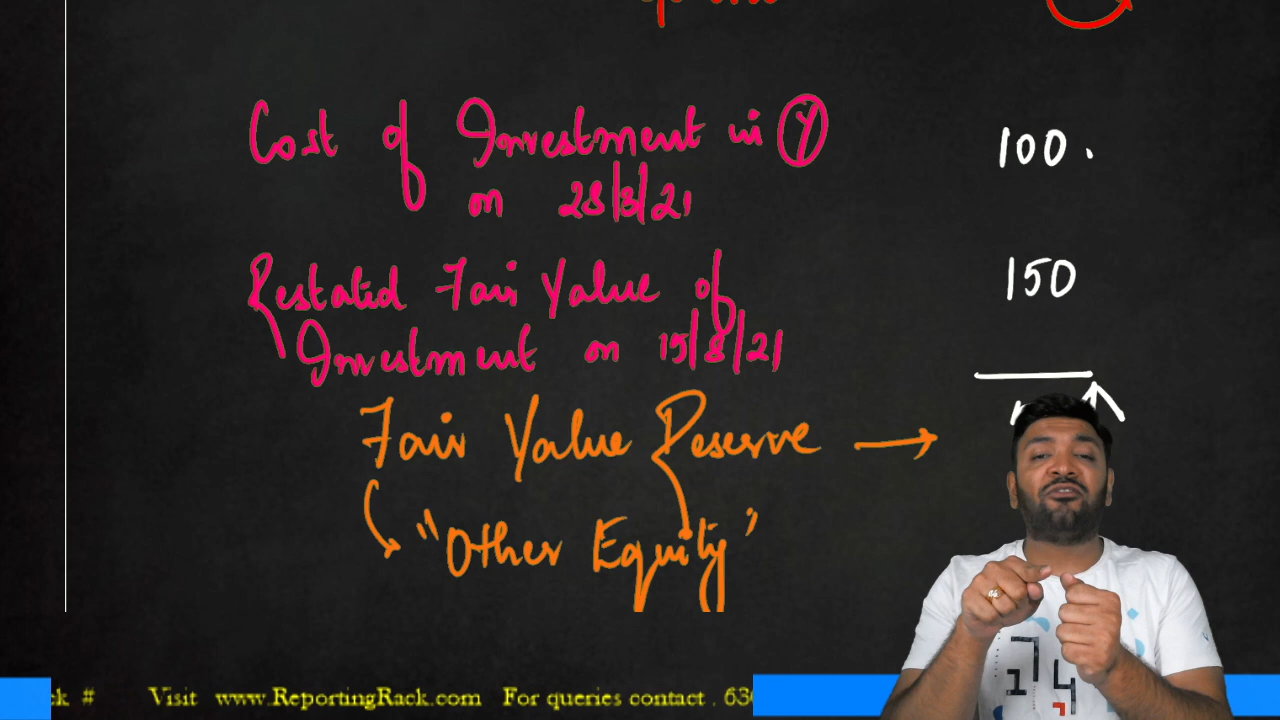 Cost of Investment in Y 100.
on 28/3/21
Restated Fair Value of 150
Investment on 15/8/21
Fair Value Reserve →
"Other Equity"
# Visit www.ReportingRack.com For queries contact .